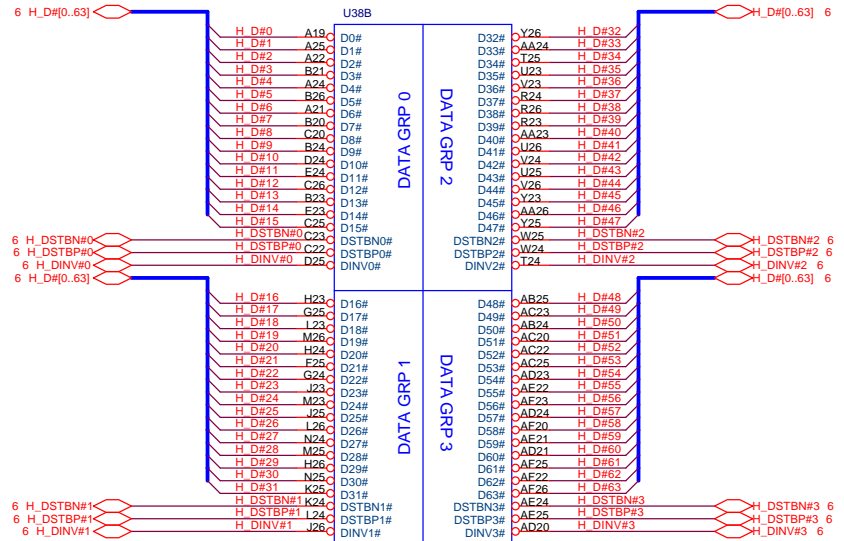 U38B
6 H_D#[0..63]
H_D#[0..63] 6
H_D#0 A19 D0# D32# Y26 H_D#32
H_D#1 A25 D1# D33# AA24 H_D#33
H_D#2 A22 D2# D34# T25 H_D#34
H_D#3 B21 D3# D35# U23 H_D#35
H_D#4 A24 D4# D36# V23 H_D#36
H_D#5 B26 D5# D37# R24 H_D#37
H_D#6 A21 D6# D38# R26 H_D#38
H_D#7 B20 D7# D39# R23 H_D#39
H_D#8 C20 D8# D40# AA23 H_D#40
H_D#9 B24 D9# D41# U26 H_D#41
H_D#10 D24 D10# D42# V24 H_D#42
H_D#11 E24 D11# D43# U25 H_D#43
H_D#12 C26 D12# D44# V26 H_D#44
H_D#13 B23 D13# D45# Y23 H_D#45
H_D#14 E23 D14# D46# AA26 H_D#46
H_D#15 C25 D15# D47# Y25 H_D#47
DATA GRP 0
DATA GRP 2
6 H_DSTBN#0 H_DSTBN#0 C23 DSTBN0# DSTBN2# W25 H_DSTBN#2 H_DSTBN#2 6
6 H_DSTBP#0 H_DSTBP#0 C22 DSTBP0# DSTBP2# W24 H_DSTBP#2 H_DSTBP#2 6
6 H_DINV#0 H_DINV#0 D25 DINV0# DINV2# T24 H_DINV#2 H_DINV#2 6
6 H_D#[0..63]
H_D#[0..63] 6
H_D#16 H23 D16# D48# AB25 H_D#48
H_D#17 G25 D17# D49# AC23 H_D#49
H_D#18 L23 D18# D50# AB24 H_D#50
H_D#19 M26 D19# D51# AC20 H_D#51
H_D#20 H24 D20# D52# AC22 H_D#52
H_D#21 F25 D21# D53# AC25 H_D#53
H_D#22 G24 D22# D54# AD23 H_D#54
H_D#23 J23 D23# D55# AE22 H_D#55
H_D#24 M23 D24# D56# AF23 H_D#56
H_D#25 J25 D25# D57# AD24 H_D#57
H_D#26 L26 D26# D58# AF20 H_D#58
H_D#27 N24 D27# D59# AE21 H_D#59
H_D#28 M25 D28# D60# AD21 H_D#60
H_D#29 H26 D29# D61# AF25 H_D#61
H_D#30 N25 D30# D62# AF22 H_D#62
H_D#31 K25 D31# D63# AF26 H_D#63
DATA GRP 1
DATA GRP 3
6 H_DSTBN#1 H_DSTBN#1 K24 DSTBN1# DSTBN3# AE24 H_DSTBN#3 H_DSTBN#3 6
6 H_DSTBP#1 H_DSTBP#1 L24 DSTBP1# DSTBP3# AE25 H_DSTBP#3 H_DSTBP#3 6
6 H_DINV#1 H_DINV#1 J26 DINV1# DINV3# AD20 H_DINV#3 H_DINV#3 6